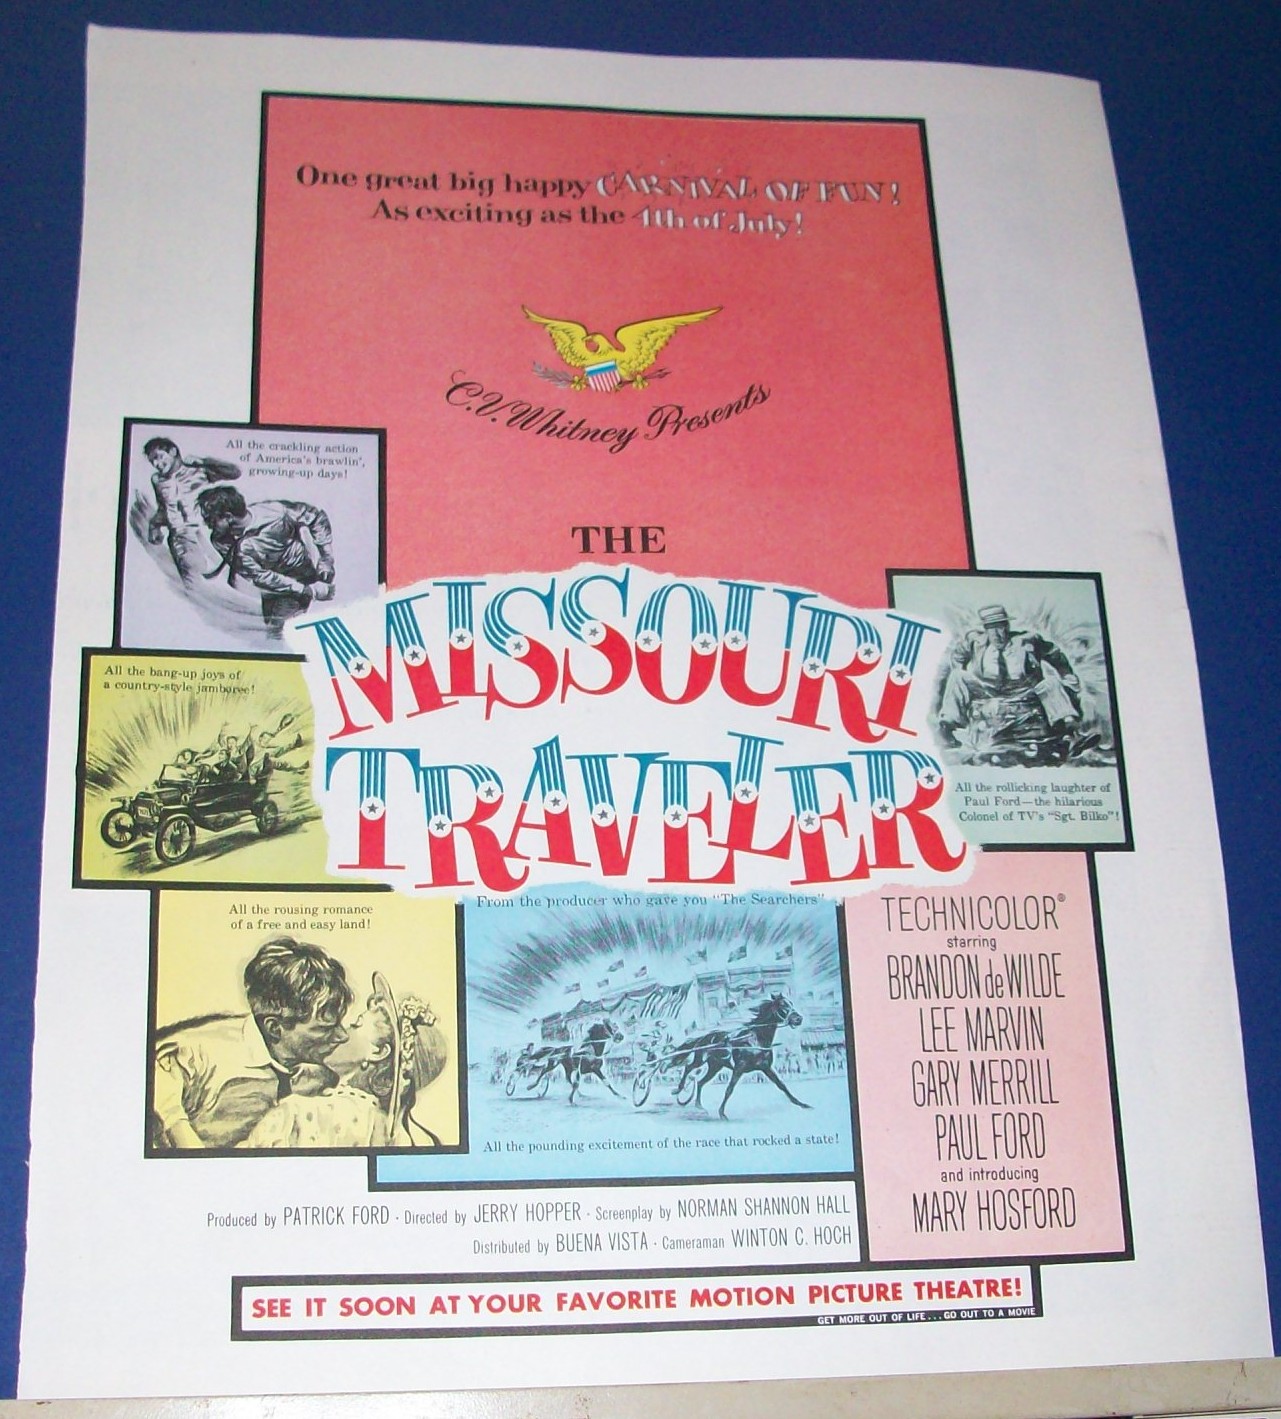 One great big happy CARNIVAL OF FUN!
As exciting as the 4th of July!
C.V. Whitney Presents
THE
MISSOURI
TRAVELER
All the crackling action
of America's brawlin',
growing-up days!
All the bang-up joys of
a country-style jamboree!
All the rollicking laughter of
Paul Ford—the hilarious
Colonel of TV's "Sgt. Bilko"!
All the rousing romance
of a free and easy land!
From the producer who gave you "The Searchers"
All the pounding excitement of the race that rocked a state!
TECHNICOLOR®
starring
BRANDON de WILDE
LEE MARVIN
GARY MERRILL
PAUL FORD
and introducing
MARY HOSFORD
Produced by PATRICK FORD · Directed by JERRY HOPPER · Screenplay by NORMAN SHANNON HALL
Distributed by BUENA VISTA · Cameraman WINTON C. HOCH
SEE IT SOON AT YOUR FAVORITE MOTION PICTURE THEATRE!
GET MORE OUT OF LIFE...GO OUT TO A MOVIE